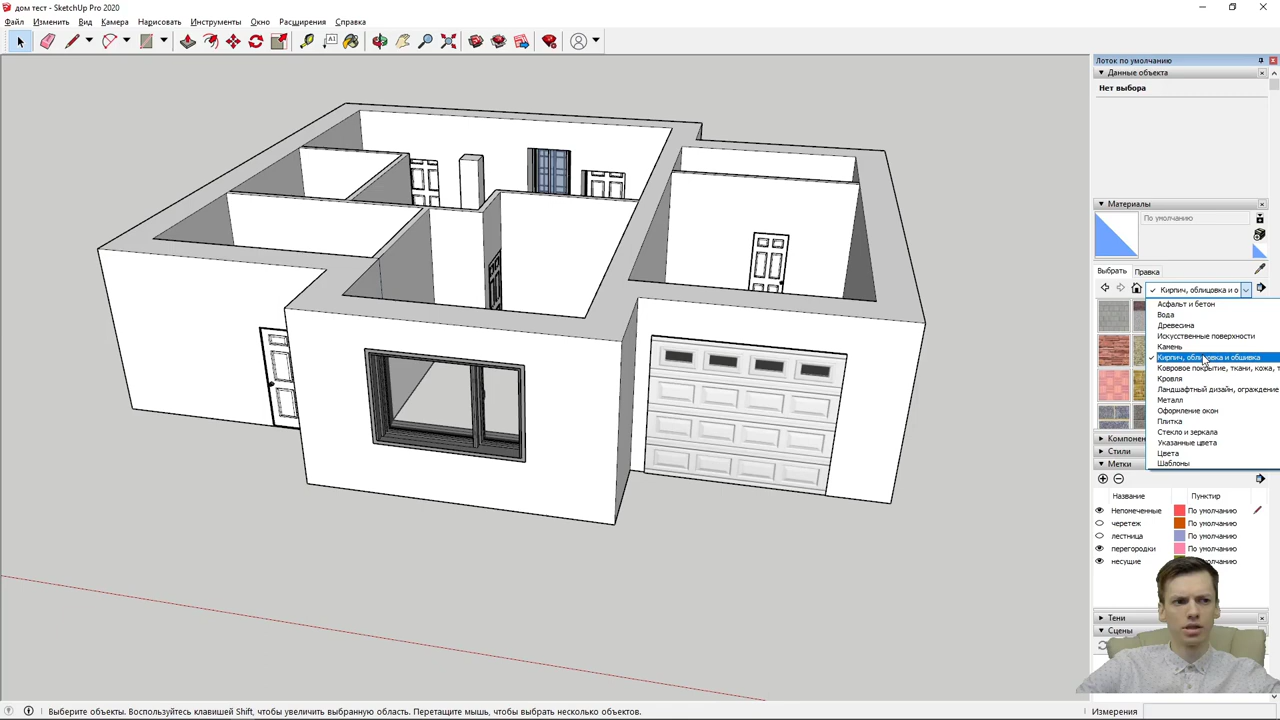 дом тест - SketchUp Pro 2020
Файл Изменить Вид Камера Нарисовать Инструменты Окно Расширения Справка
Лоток по умолчанию
Данные объекта
Нет выбора
Материалы
По умолчанию
Выбрать Правка
Кирпич, облицовка и о
Асфальт и бетон
Вода
Древесина
Искусственные поверхности
Камень
Кирпич, облицовка и обшивка
Ковровое покрытие, ткани, кожа, т
Кровля
Ландшафтный дизайн, ограждение
Металл
Оформление окон
Плитка
Стекло и зеркала
Указанные цвета
Цвета
Шаблоны
Компоне
Стили
Метки
Название Пунктир
Непомеченные По умолчанию
черетеж По умолчанию
лестница По умолчанию
перегородки По умолчанию
несущие По умолчанию
Тени
Сцены
Выберите объекты. Воспользуйтесь клавишей Shift, чтобы увеличить выбранную область. Перетащите мышь, чтобы выбрать несколько объектов.
Измерения